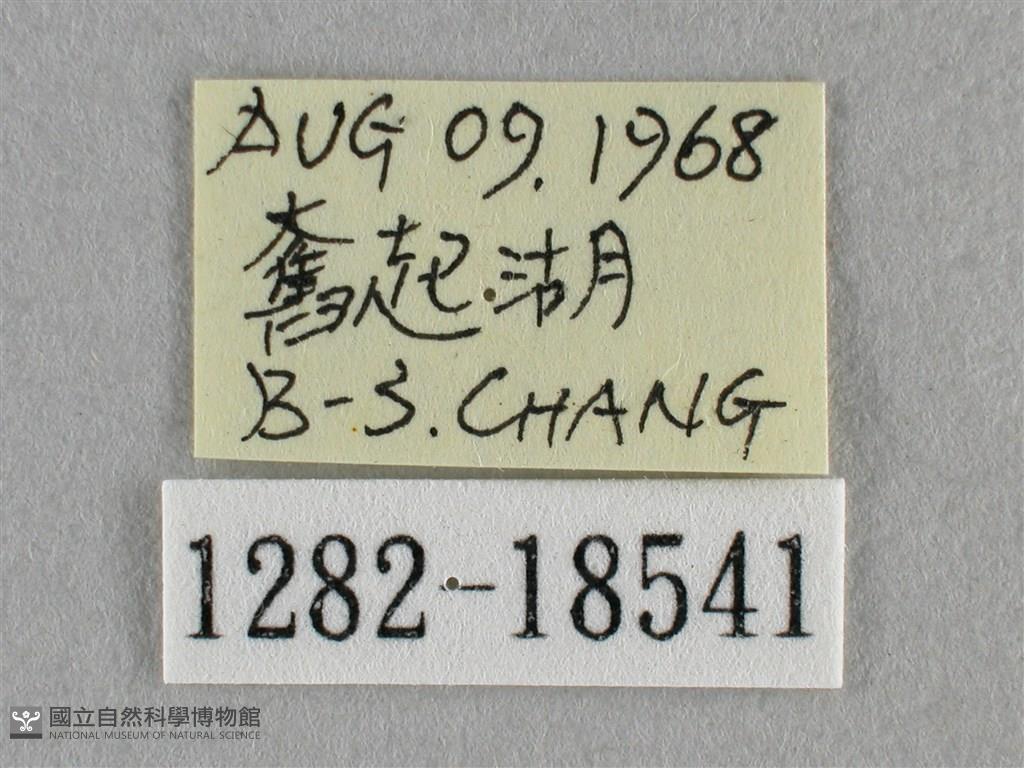 AUG 09. 1968
奮起湖
B-S. CHANG
1282-18541
國立自然科學博物館
NATIONAL MUSEUM OF NATURAL SCIENCE